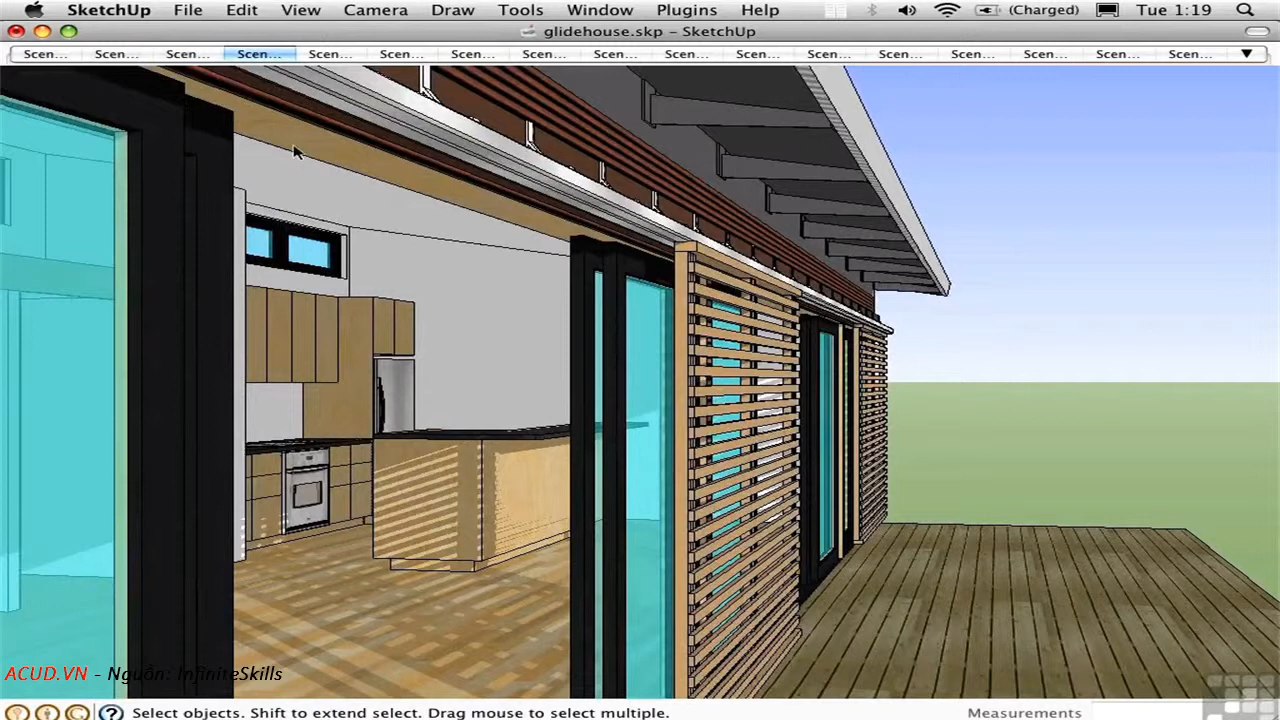 SketchUp File Edit View Camera Draw Tools Window Plugins Help (Charged) Tue 1:19
glidehouse.skp - SketchUp
Scen... Scen... Scen... Scen... Scen... Scen... Scen... Scen... Scen... Scen... Scen... Scen... Scen... Scen... Scen... Scen... Scen...
ACUD.VN - Nguồn: InfiniteSkills
Select objects. Shift to extend select. Drag mouse to select multiple. Measurements